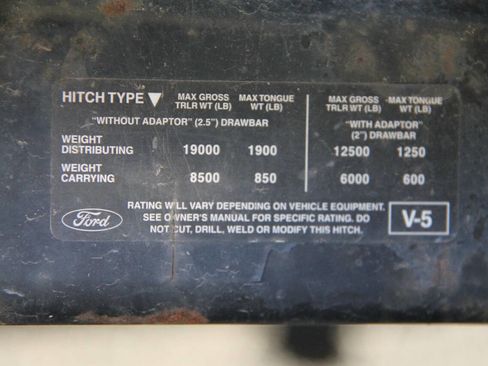 HITCH TYPE ▼ MAX GROSS TRLR WT (LB) MAX TONGUE WT (LB) MAX GROSS TRLR WT (LB) MAX TONGUE WT (LB)
"WITHOUT ADAPTOR" (2.5") DRAWBAR "WITH ADAPTOR" (2") DRAWBAR
WEIGHT DISTRIBUTING 19000 1900 12500 1250
WEIGHT CARRYING 8500 850 6000 600
Ford
RATING WILL VARY DEPENDING ON VEHICLE EQUIPMENT.
SEE OWNER'S MANUAL FOR SPECIFIC RATING. DO
NOT CUT, DRILL, WELD OR MODIFY THIS HITCH.
V-5